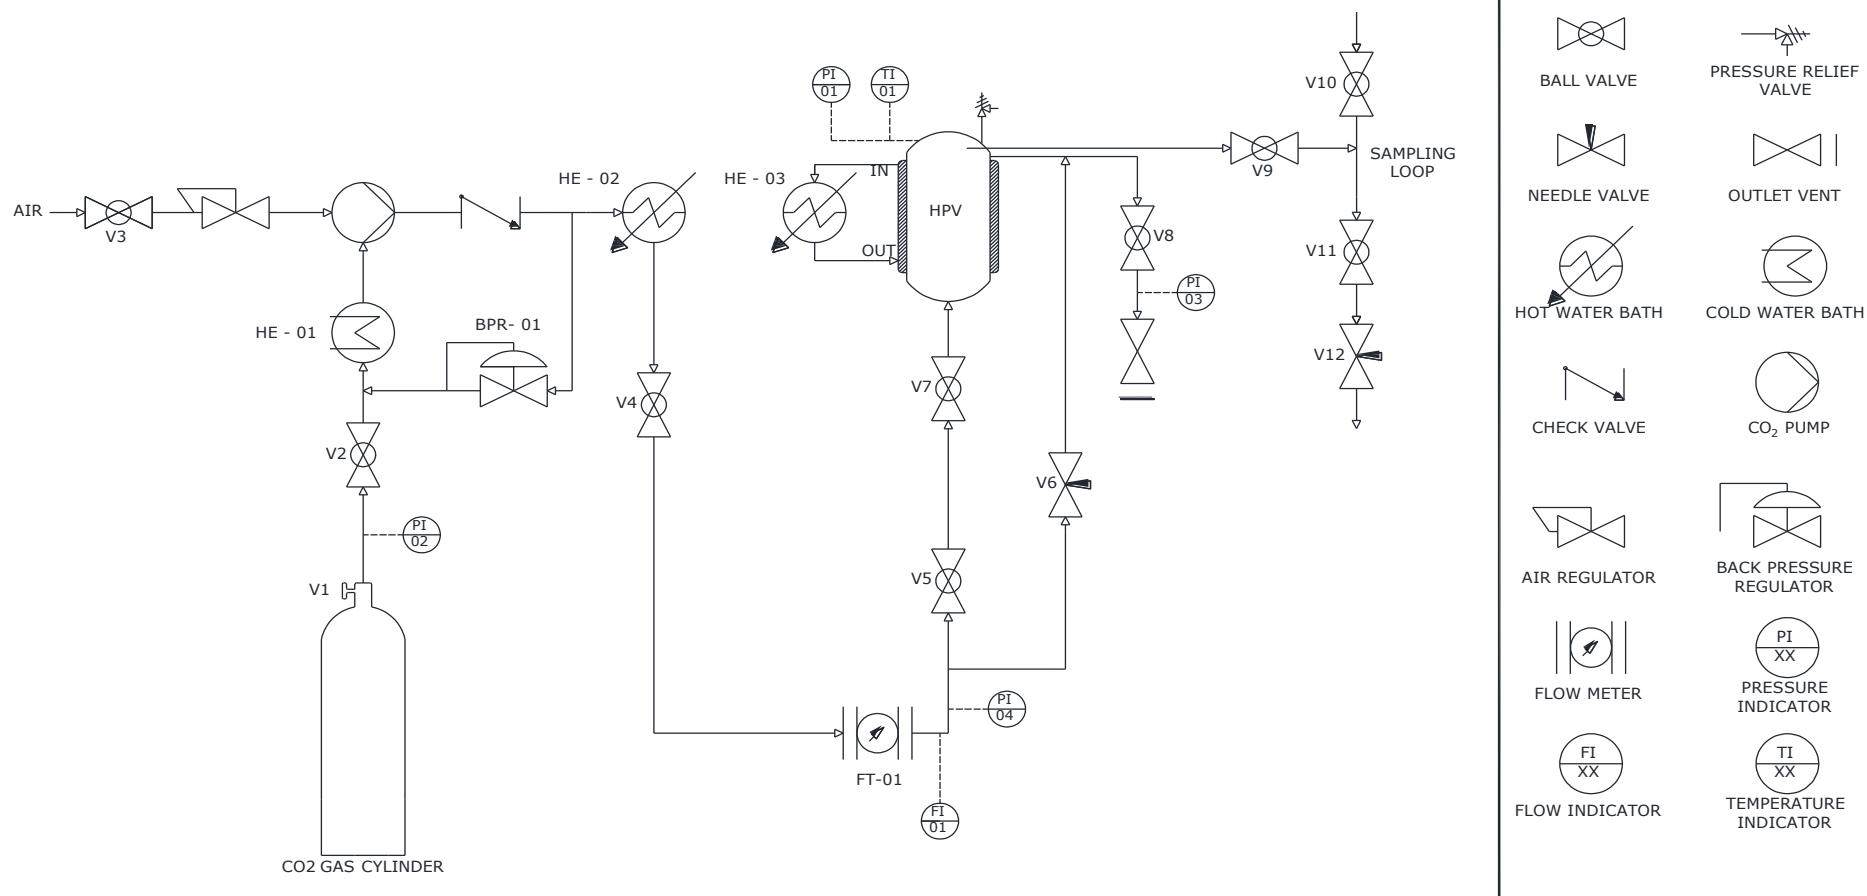 AIR
V3
HE - 01
V2
PI
02
V1
CO2 GAS CYLINDER
BPR- 01
HE - 02
V4
HE - 03
IN
OUT
PI
01
TI
01
HPV
V7
V5
V6
FT-01
FI
01
PI
04
V8
PI
03
V9
V10
SAMPLING
LOOP
V11
V12
BALL VALVE
PRESSURE RELIEF
VALVE
NEEDLE VALVE
OUTLET VENT
HOT WATER BATH
COLD WATER BATH
CHECK VALVE
CO₂ PUMP
AIR REGULATOR
BACK PRESSURE
REGULATOR
FLOW METER
PI
XX
PRESSURE
INDICATOR
FI
XX
FLOW INDICATOR
TI
XX
TEMPERATURE
INDICATOR